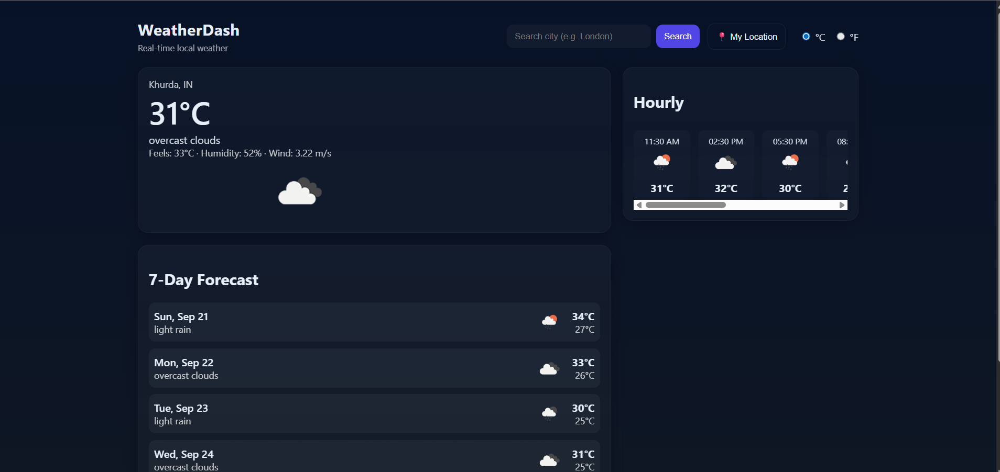 WeatherDash
Real-time local weather
Search city (e.g. London)
Search
📍 My Location
°C
°F
Khurda, IN
31°C
overcast clouds
Feels: 33°C · Humidity: 52% · Wind: 3.22 m/s
Hourly
11:30 AM
02:30 PM
05:30 PM
08:
31°C
32°C
30°C
2
7-Day Forecast
Sun, Sep 21
light rain
34°C
27°C
Mon, Sep 22
overcast clouds
33°C
26°C
Tue, Sep 23
light rain
30°C
25°C
Wed, Sep 24
overcast clouds
31°C
25°C